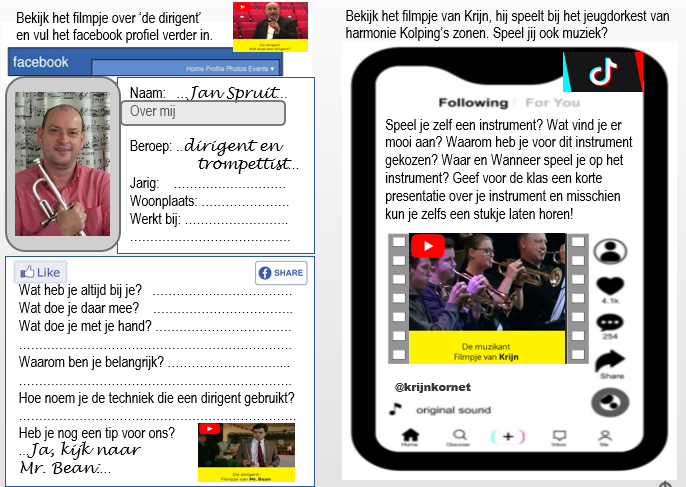 Bekijk het filmpje over ‘de dirigent’
en vul het facebook profiel verder in.
De dirigent
facebook
Home Profile Photos Events ▾
Naam: ...Jan Spruit...
Over mij
Beroep: ..dirigent en
trompettist...
Jarig: ................................
Woonplaats: ........................
Werkt bij: ............................
............................................
Like
SHARE
Wat heb je altijd bij je? ....................................
Wat doe je daar mee? ....................................
Wat doe je met je hand? ...................................
............................................................................
Waarom ben je belangrijk? ..................................
............................................................................
Hoe noem je de techniek die een dirigent gebruikt?
............................................................................
Heb je nog een tip voor ons?
...Ja, kijk naar
Mr. Bean....
De dirigent
Filmpje van Mr. Bean
Bekijk het filmpje van Krijn, hij speelt bij het jeugdorkest van
harmonie Kolping’s zonen. Speel jij ook muziek?
Following
For You
Speel je zelf een instrument? Wat vind je er
mooi aan? Waarom heb je voor dit instrument
gekozen? Waar en Wanneer speel je op het
instrument? Geef voor de klas een korte
presentatie over je instrument en misschien
kun je zelfs een stukje laten horen!
De muzikant
Filmpje van Krijn
4.1k
254
Share
@krijnkornet
original sound
Home
Discover
Inbox
Me